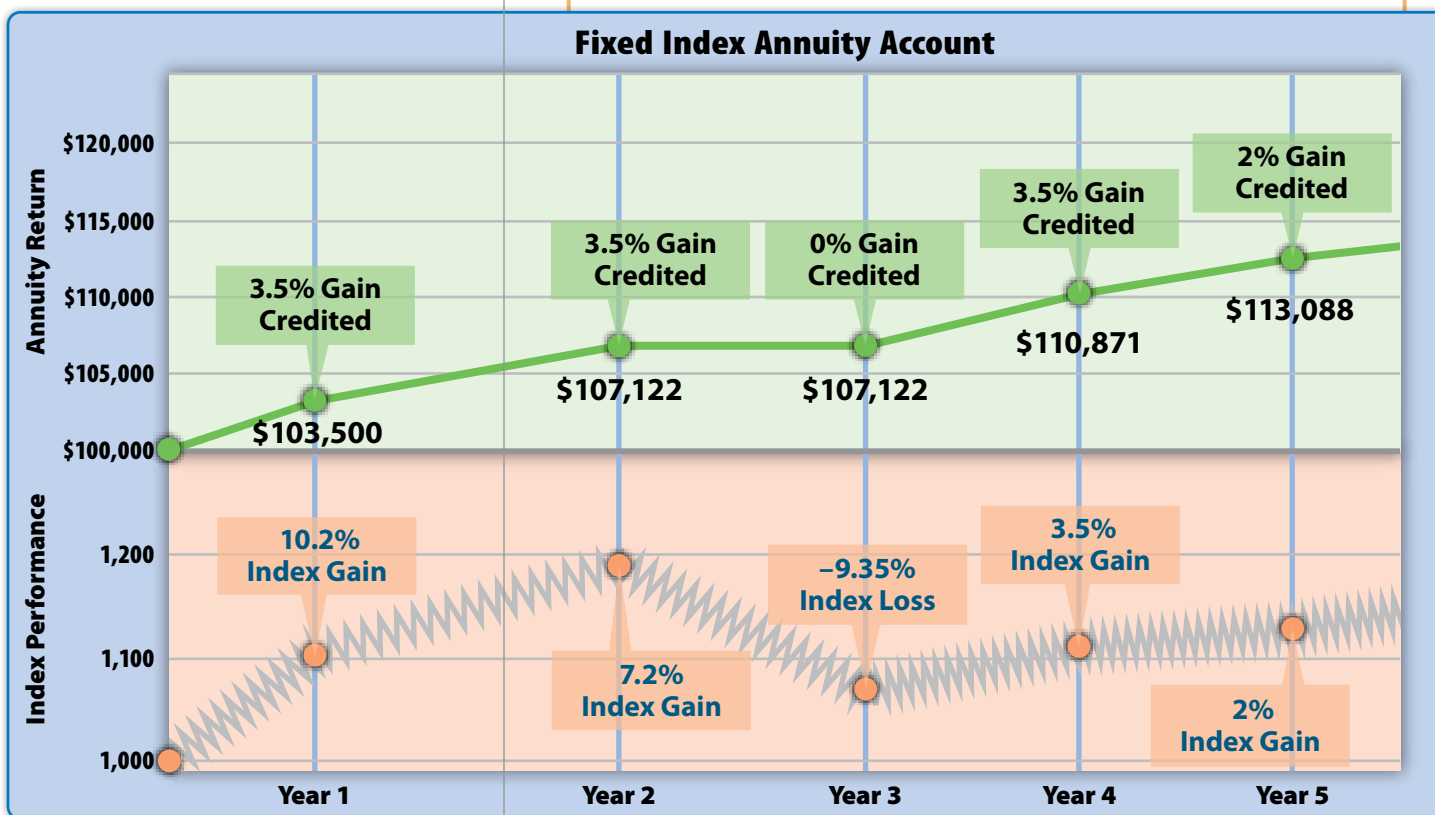 Fixed Index Annuity Account
Annuity Return
$120,000
$115,000
$110,000
$105,000
$100,000
3.5% Gain
Credited
3.5% Gain
Credited
0% Gain
Credited
3.5% Gain
Credited
2% Gain
Credited
$103,500
$107,122
$107,122
$110,871
$113,088
Index Performance
1,200
1,100
1,000
10.2%
Index Gain
7.2%
Index Gain
–9.35%
Index Loss
3.5%
Index Gain
2%
Index Gain
Year 1
Year 2
Year 3
Year 4
Year 5